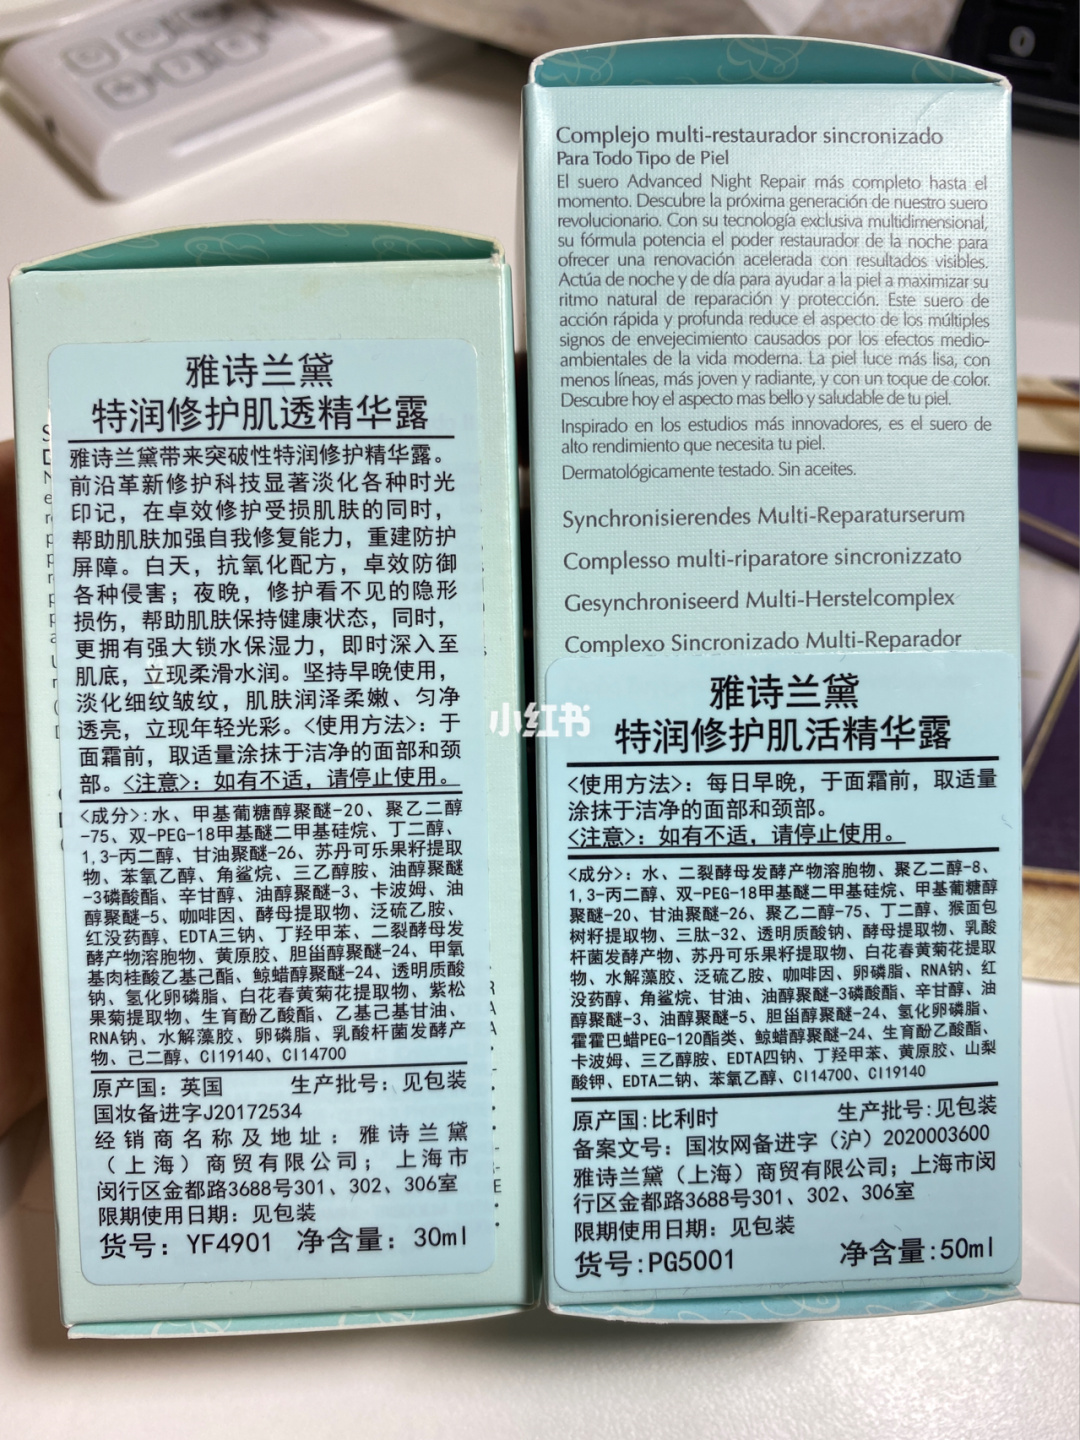 雅诗兰黛
特润修护肌透精华露
雅诗兰黛带来突破性特润修护精华露。
前沿革新修护科技显著淡化各种时光
印记，在卓效修护受损肌肤的同时，
帮助肌肤加强自我修复能力，重建防护
屏障。白天，抗氧化配方，卓效防御
各种侵害；夜晚，修护看不见的隐形
损伤，帮助肌肤保持健康状态，同时，
更拥有强大锁水保湿力，即时深入至
肌底，立现柔滑水润。坚持早晚使用，
淡化细纹皱纹，肌肤润泽柔嫩、匀净
透亮，立现年轻光彩。<使用方法>：于
面霜前，取适量涂抹于洁净的面部和颈
部。<注意>：如有不适，请停止使用。
<成分>:水、甲基葡糖醇聚醚-20、聚乙二醇
-75、双-PEG-18甲基醚二甲基硅烷、丁二醇、
1,3-丙二醇、甘油聚醚-26、苏丹可乐果籽提取
物、苯氧乙醇、角鲨烷、三乙醇胺、油醇聚醚
-3磷酸酯、辛甘醇、油醇聚醚-3、卡波姆、油
醇聚醚-5、咖啡因、酵母提取物、泛硫乙胺、
红没药醇、EDTA三钠、丁羟甲苯、二裂酵母发
酵产物溶胞物、黄原胶、胆甾醇聚醚-24、甲氧
基肉桂酸乙基己酯、鲸蜡醇聚醚-24、透明质酸
钠、氢化卵磷脂、白花春黄菊花提取物、紫松
果菊提取物、生育酚乙酸酯、乙基己基甘油、
RNA钠、水解藻胶、卵磷脂、乳酸杆菌发酵产
物、己二醇、CI19140、CI14700
原产国：英国 生产批号：见包装
国妆备进字J20172534
经销商名称及地址：雅诗兰黛
（上海）商贸有限公司；上海市
闵行区金都路3688号301、302、306室
限期使用日期：见包装
货号：YF4901 净含量：30ml
Complejo multi-restaurador sincronizado
Para Todo Tipo de Piel
El suero Advanced Night Repair más completo hasta el
momento. Descubre la próxima generación de nuestro suero
revolucionario. Con su tecnología exclusiva multidimensional,
su fórmula potencia el poder restaurador de la noche para
ofrecer una renovación acelerada con resultados visibles.
Actúa de noche y de día para ayudar a la piel a maximizar su
ritmo natural de reparación y protección. Este suero de
acción rápida y profunda reduce el aspecto de los múltiples
signos de envejecimiento causados por los efectos medio-
ambientales de la vida moderna. La piel luce más lisa, con
menos líneas, más joven y radiante, y con un toque de color.
Descubre hoy el aspecto mas bello y saludable de tu piel.
Inspirado en los estudios más innovadores, es el suero de
alto rendimiento que necesita tu piel.
Dermatológicamente testado. Sin aceites.
Synchronisierendes Multi-Reparaturserum
Complesso multi-riparatore sincronizzato
Gesynchroniseerd Multi-Herstelcomplex
Complexo Sincronizado Multi-Reparador
小红书
雅诗兰黛
特润修护肌活精华露
<使用方法>：每日早晚，于面霜前，取适量
涂抹于洁净的面部和颈部。
<注意>：如有不适，请停止使用。
<成分>：水、二裂酵母发酵产物溶胞物、聚乙二醇-8、
1,3-丙二醇、双-PEG-18甲基醚二甲基硅烷、甲基葡糖醇
聚醚-20、甘油聚醚-26、聚乙二醇-75、丁二醇、猴面包
树籽提取物、三肽-32、透明质酸钠、酵母提取物、乳酸
杆菌发酵产物、苏丹可乐果籽提取物、白花春黄菊花提取
物、水解藻胶、泛硫乙胺、咖啡因、卵磷脂、RNA钠、红
没药醇、角鲨烷、甘油、油醇聚醚-3磷酸酯、辛甘醇、油
醇聚醚-3、油醇聚醚-5、胆甾醇聚醚-24、氢化卵磷脂、
霍霍巴蜡PEG-120酯类、鲸蜡醇聚醚-24、生育酚乙酸酯、
卡波姆、三乙醇胺、EDTA四钠、丁羟甲苯、黄原胶、山梨
酸钾、EDTA二钠、苯氧乙醇、CI14700、CI19140
原产国:比利时 生产批号:见包装
备案文号：国妆网备进字（沪）2020003600
雅诗兰黛（上海）商贸有限公司；上海市闵
行区金都路3688号301、302、306室
限期使用日期：见包装
货号:PG5001 净含量:50ml